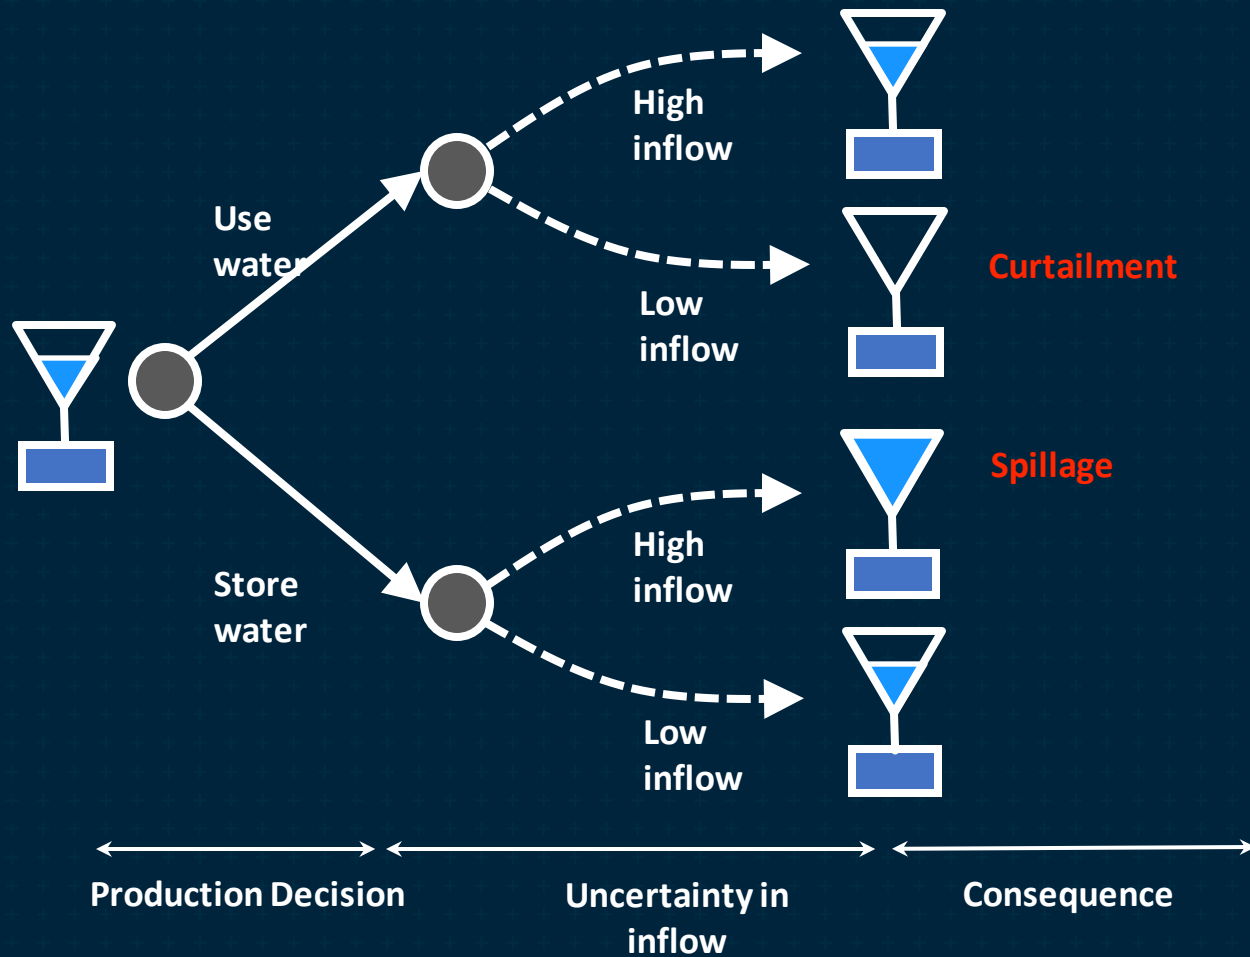 High
inflow
Use
water
Curtailment
Low
inflow
Spillage
High
inflow
Store
water
Low
inflow
Production Decision
Uncertainty in
inflow
Consequence